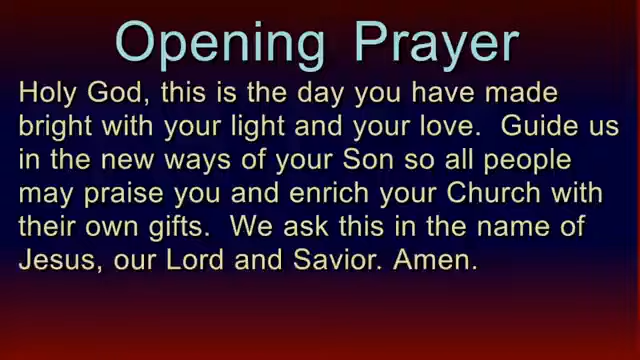 Opening Prayer
Holy God, this is the day you have made
bright with your light and your love.  Guide us
in the new ways of your Son so all people
may praise you and enrich your Church with
their own gifts.  We ask this in the name of
Jesus, our Lord and Savior. Amen.